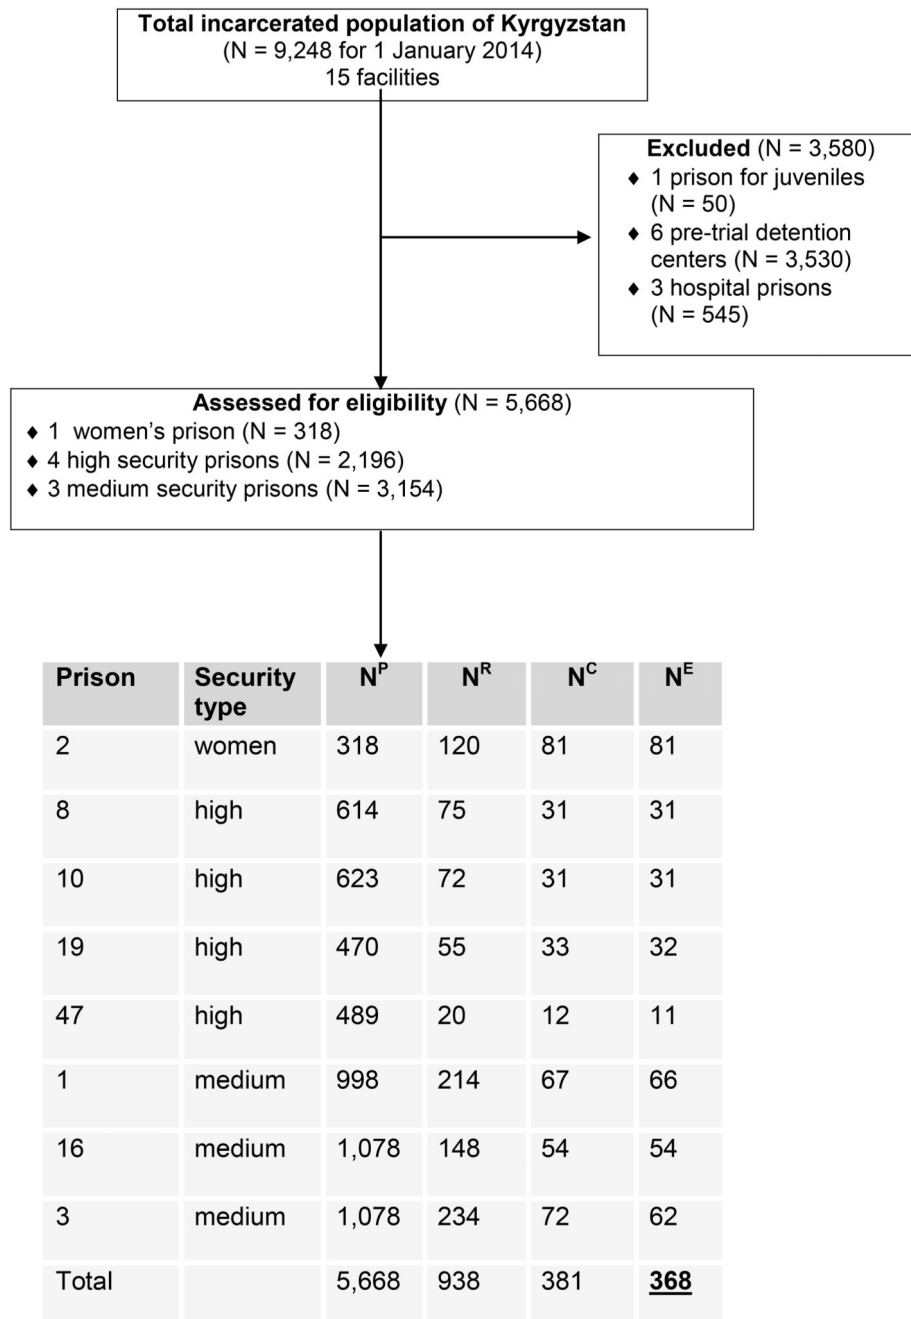 Total incarcerated population of Kyrgyzstan
(N = 9,248 for 1 January 2014)
15 facilities
Excluded (N = 3,580)
♦ 1 prison for juveniles
(N = 50)
♦ 6 pre-trial detention
centers (N = 3,530)
♦ 3 hospital prisons
(N = 545)
Assessed for eligibility (N = 5,668)
♦ 1 women's prison (N = 318)
♦ 4 high security prisons (N = 2,196)
♦ 3 medium security prisons (N = 3,154)
Prison Security type N^P N^R N^C N^E
2 women 318 120 81 81
8 high 614 75 31 31
10 high 623 72 31 31
19 high 470 55 33 32
47 high 489 20 12 11
1 medium 998 214 67 66
16 medium 1,078 148 54 54
3 medium 1,078 234 72 62
Total 5,668 938 381 368